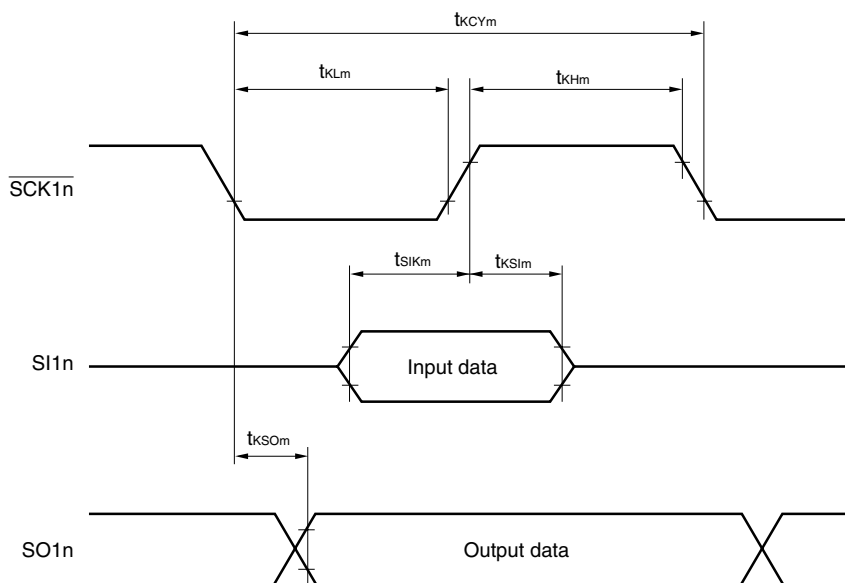 tKCYm
tKLm
tKHm
SCK1n
tSIKm
tKSIm
SI1n
Input data
tKSOm
SO1n
Output data